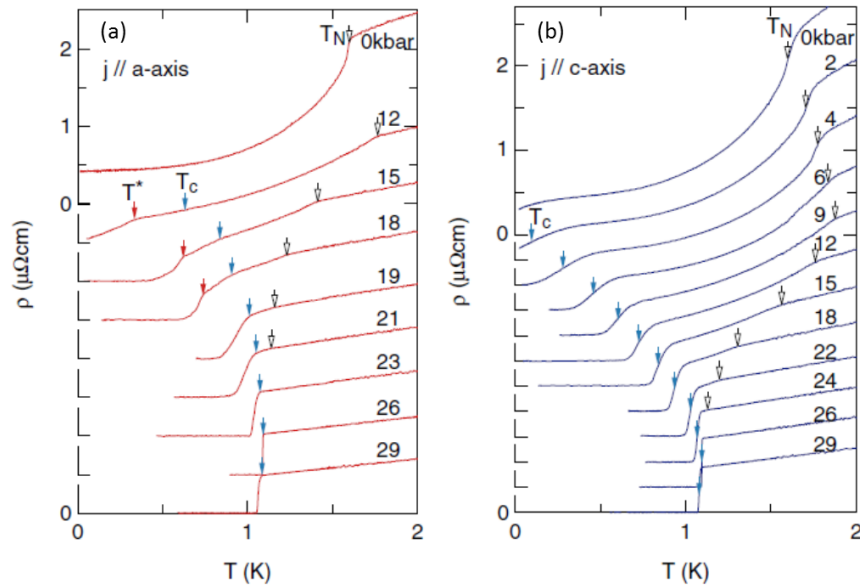 (a)
T_N
0kbar
j // a-axis
2
12
1
T*
T_c
15
0
18
19
21
23
26
29
0
ρ (μΩcm)
0 1 2
T (K)
(b)
T_N
0kbar
j // c-axis
2
2
4
1
6
T_c
9
0
12
15
18
22
24
26
29
0
ρ (μΩcm)
0 1 2
T (K)